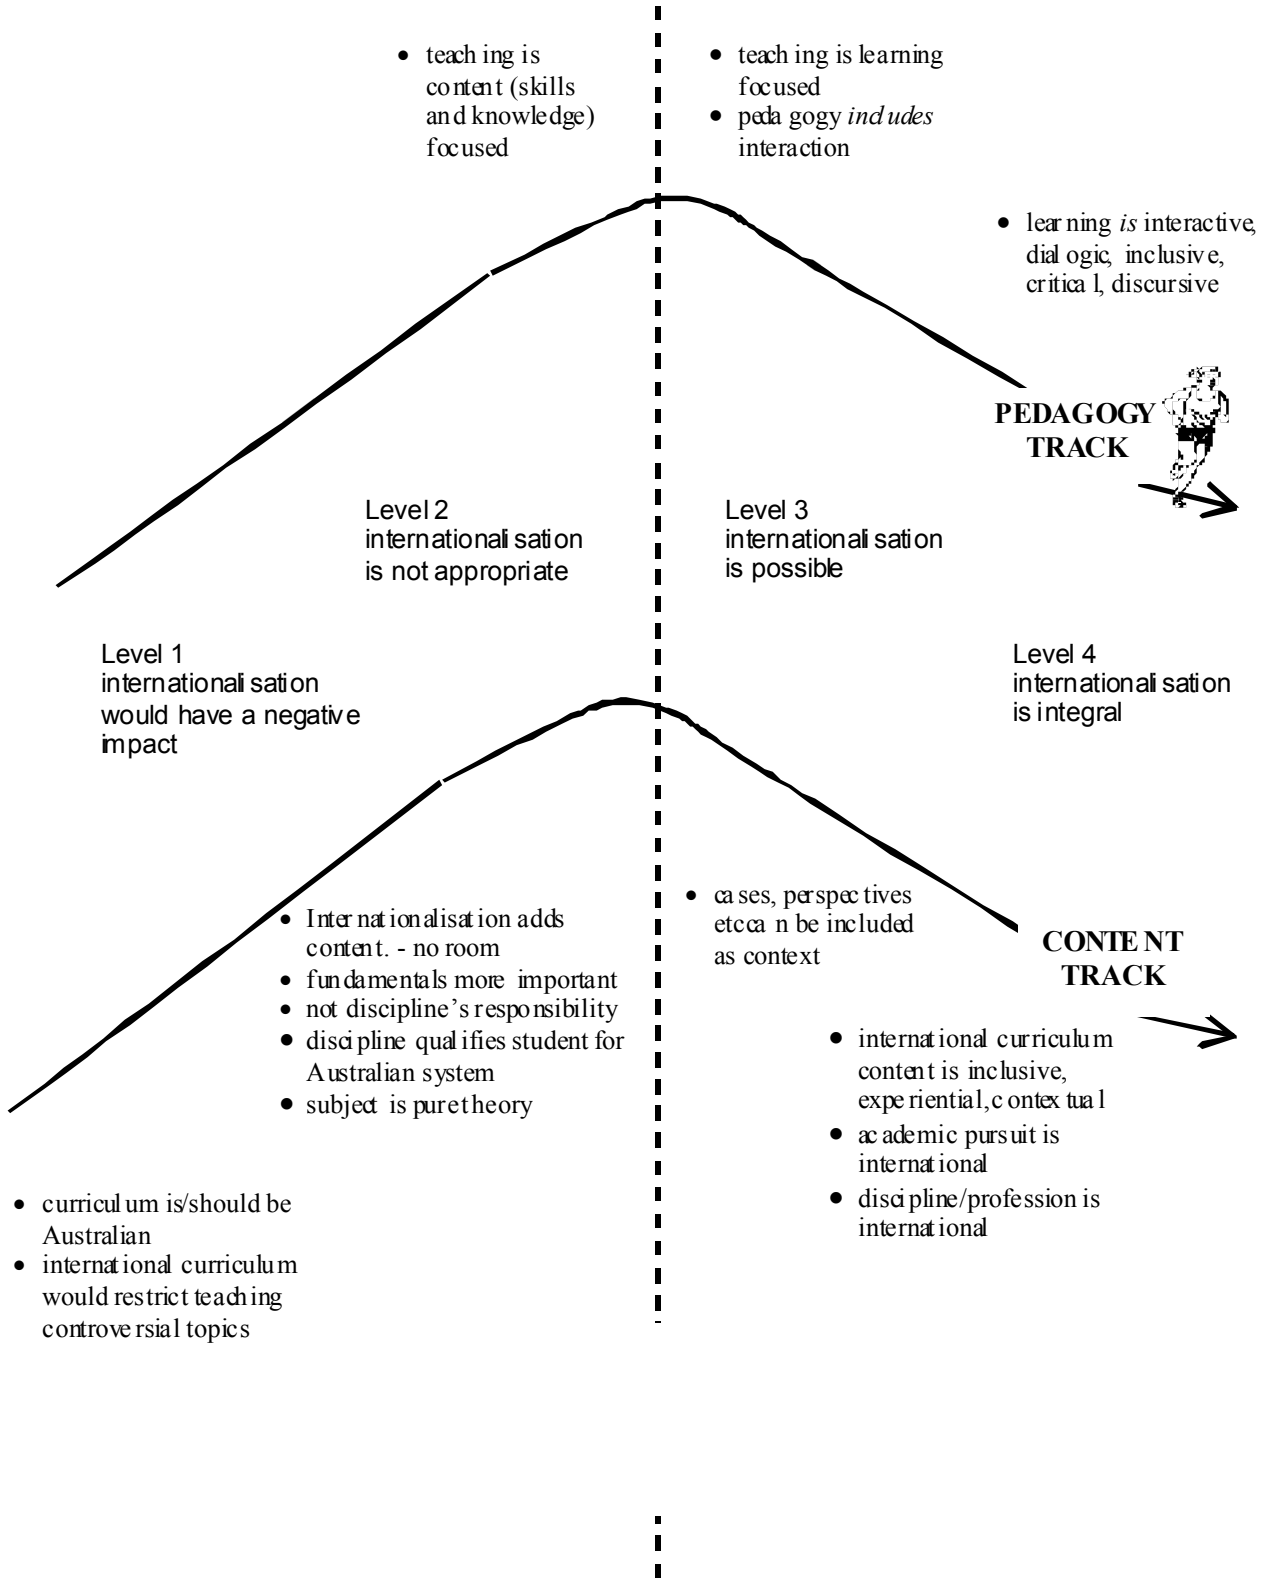 • teaching is
content (skills
and knowledge)
focused
• teaching is learning
focused
• pedagogy includes
interaction
• learning is interactive,
dialogic, inclusive,
critical, discursive
PEDAGOGY
TRACK
Level 2
internationalisation
is not appropriate
Level 3
internationalisation
is possible
Level 1
internationalisation
would have a negative
impact
Level 4
internationalisation
is integral
• Internationalisation adds
content. - no room
• fundamentals more important
• not discipline’s responsibility
• discipline qualifies student for
Australian system
• subject is pure theory
• cases, perspectives
etc can be included
as context
CONTENT
TRACK
• international curriculum
content is inclusive,
experiential, contextual
• academic pursuit is
international
• discipline/profession is
international
• curriculum is/should be
Australian
• international curriculum
would restrict teaching
controversial topics